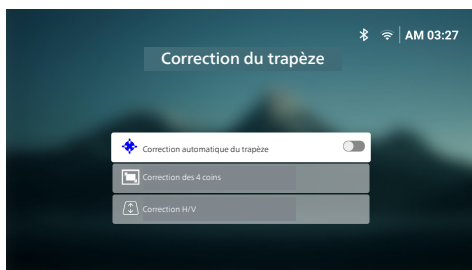 AM 03:27
Correction du trapèze
Correction automatique du trapèze
Correction des 4 coins
Correction H/V